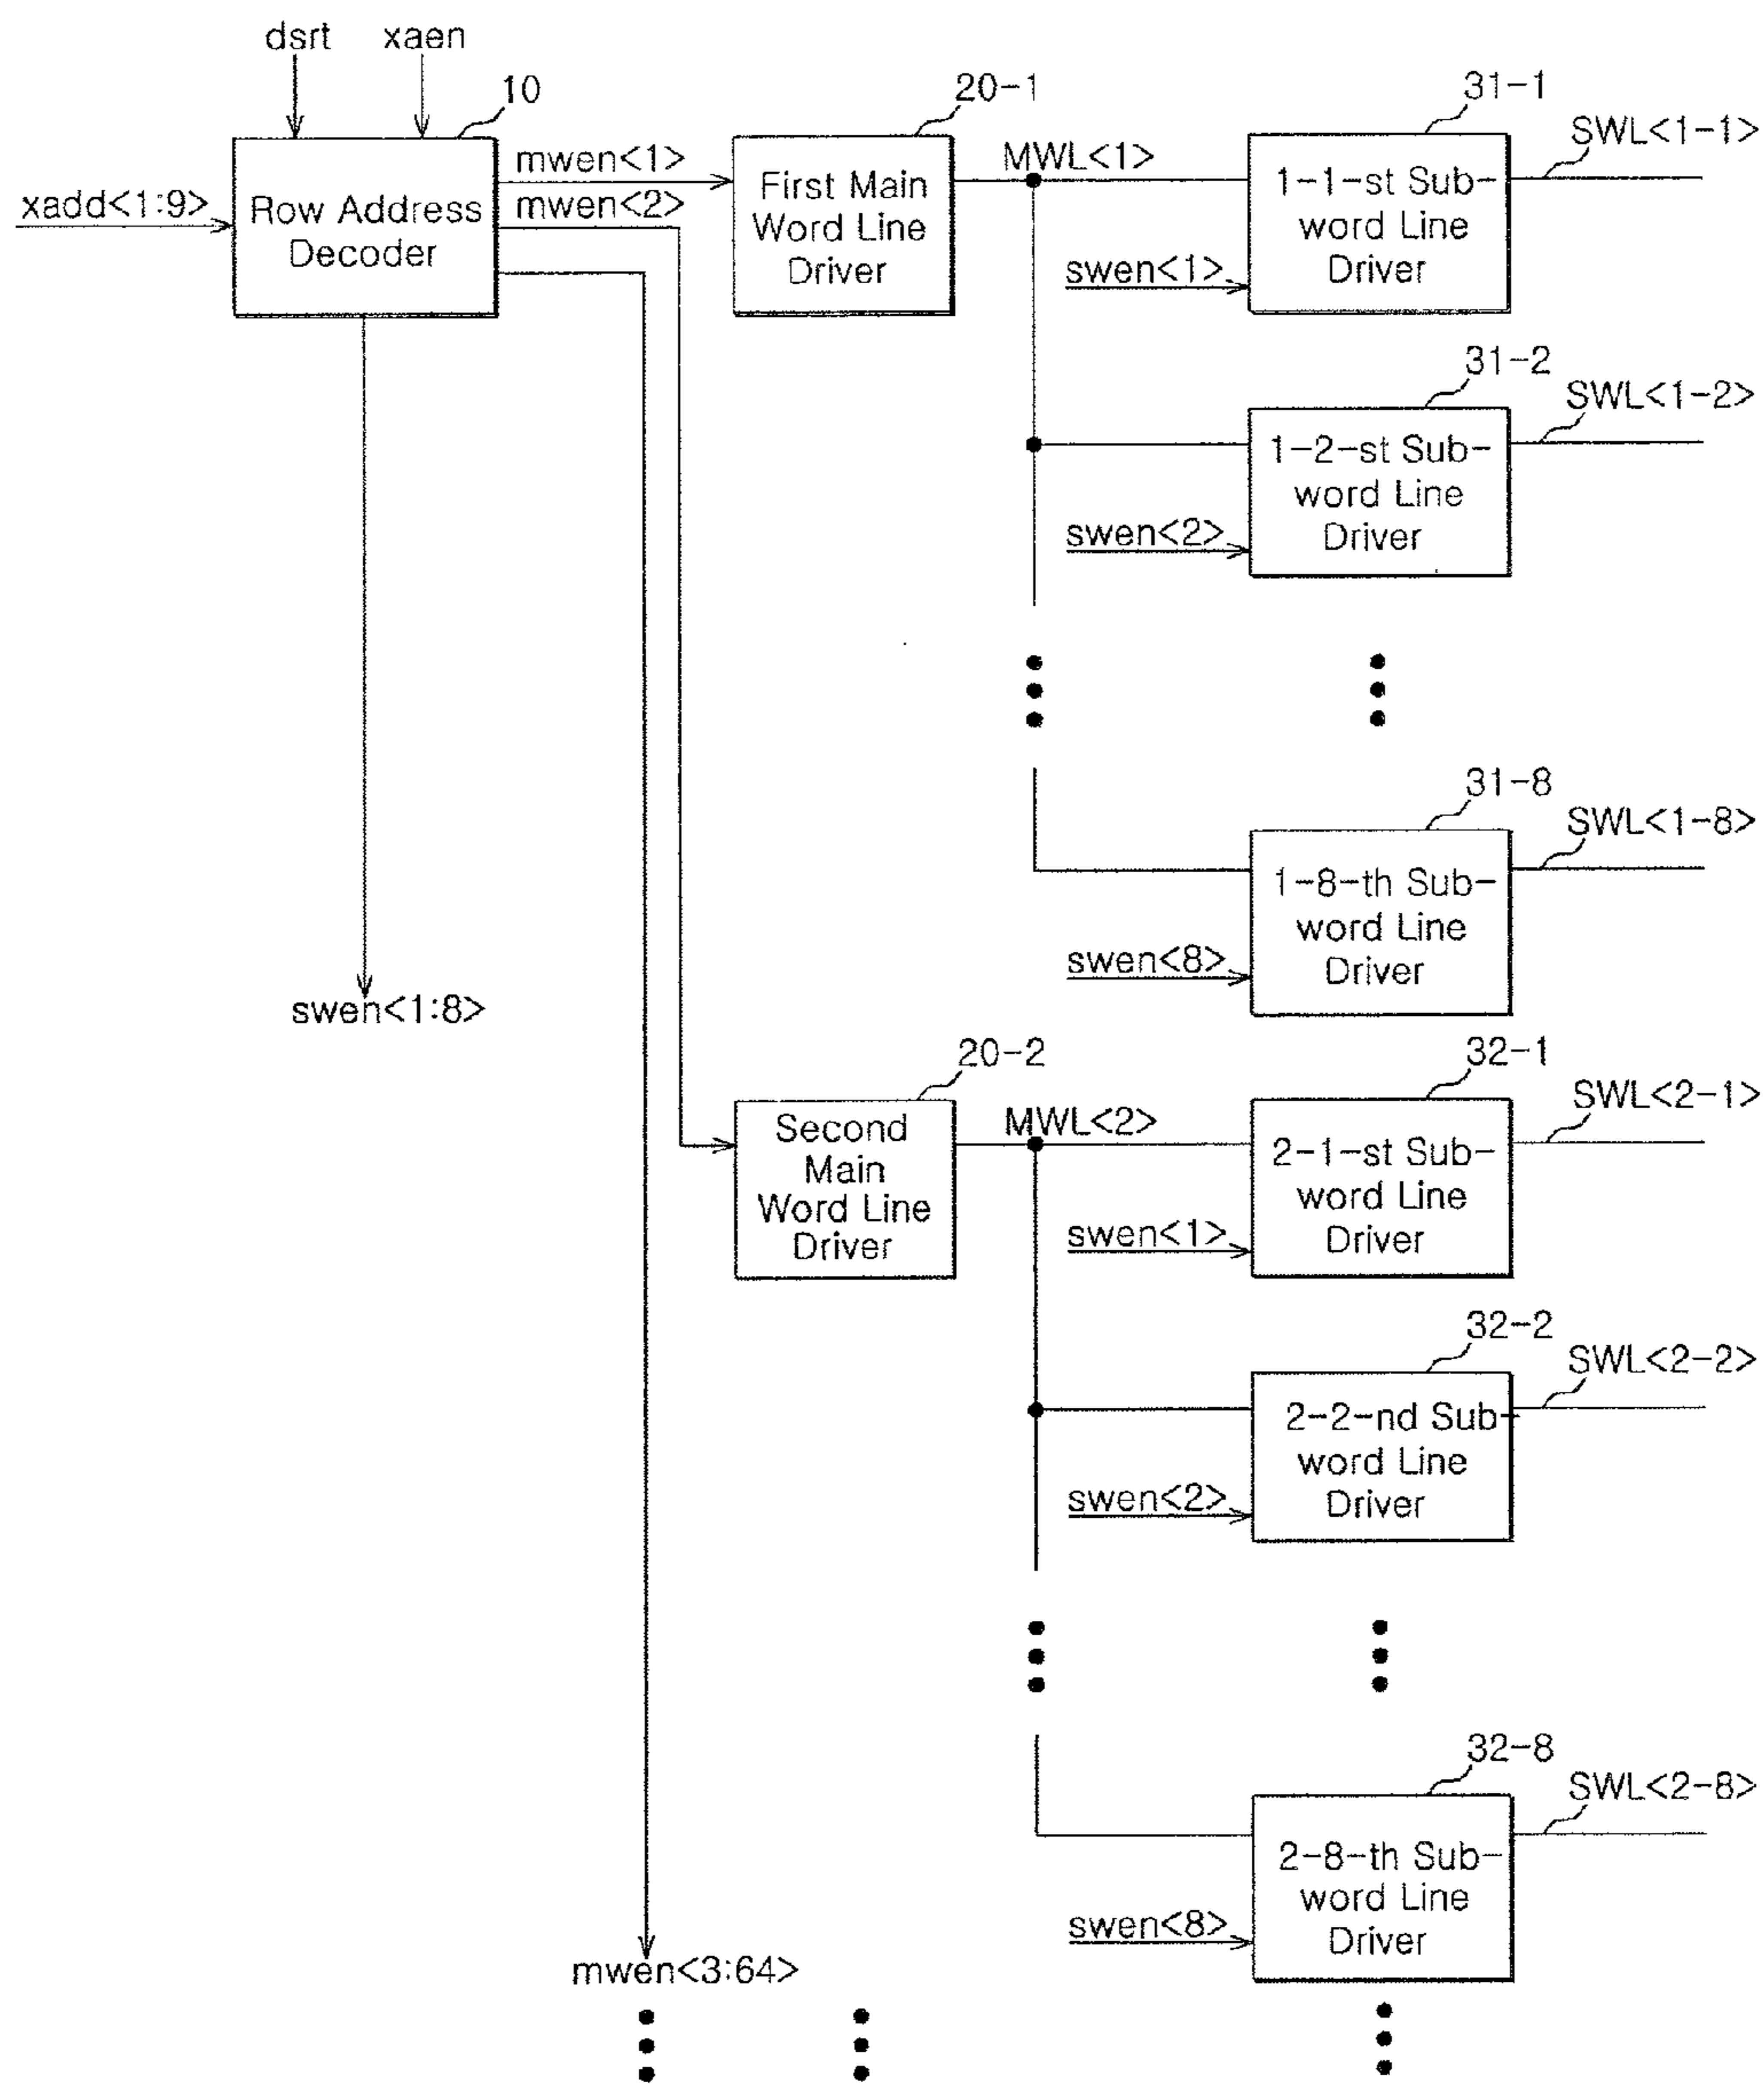 dsrt
xaen
10
20-1
31-1
SWL<1-1>
xadd<1:9>
Row Address
Decoder
mwen<1>
mwen<2>
First Main
Word Line
Driver
MWL<1>
1-1-st Sub-
word Line
Driver
swen<1>
31-2
SWL<1-2>
1-2-st Sub-
word Line
Driver
swen<2>
31-8
SWL<1-8>
1-8-th Sub-
word Line
Driver
swen<8>
swen<1:8>
20-2
32-1
SWL<2-1>
Second
Main
Word Line
Driver
MWL<2>
2-1-st Sub-
word Line
Driver
swen<1>
32-2
SWL<2-2>
2-2-nd Sub-
word Line
Driver
swen<2>
32-8
SWL<2-8>
2-8-th Sub-
word Line
Driver
swen<8>
mwen<3:64>